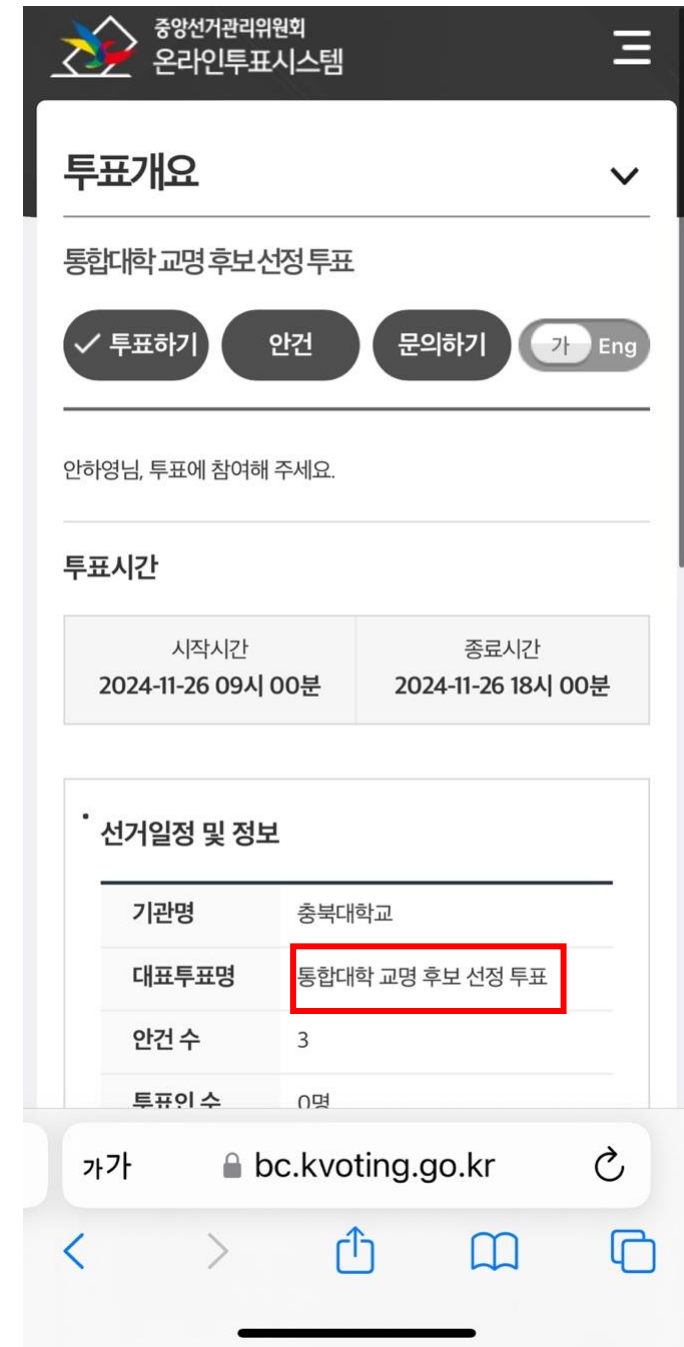 중앙선거관리위원회
온라인투표시스템
투표개요
통합대학 교명 후보 선정 투표
투표하기 안건 문의하기 가 Eng
안하영님, 투표에 참여해 주세요.
투표시간
시작시간 종료시간
2024-11-26 09시 00분 2024-11-26 18시 00분
선거일정 및 정보
기관명 충북대학교
대표투표명 통합대학 교명 후보 선정 투표
안건 수 3
투표인 수 0명
가가 bc.kvoting.go.kr